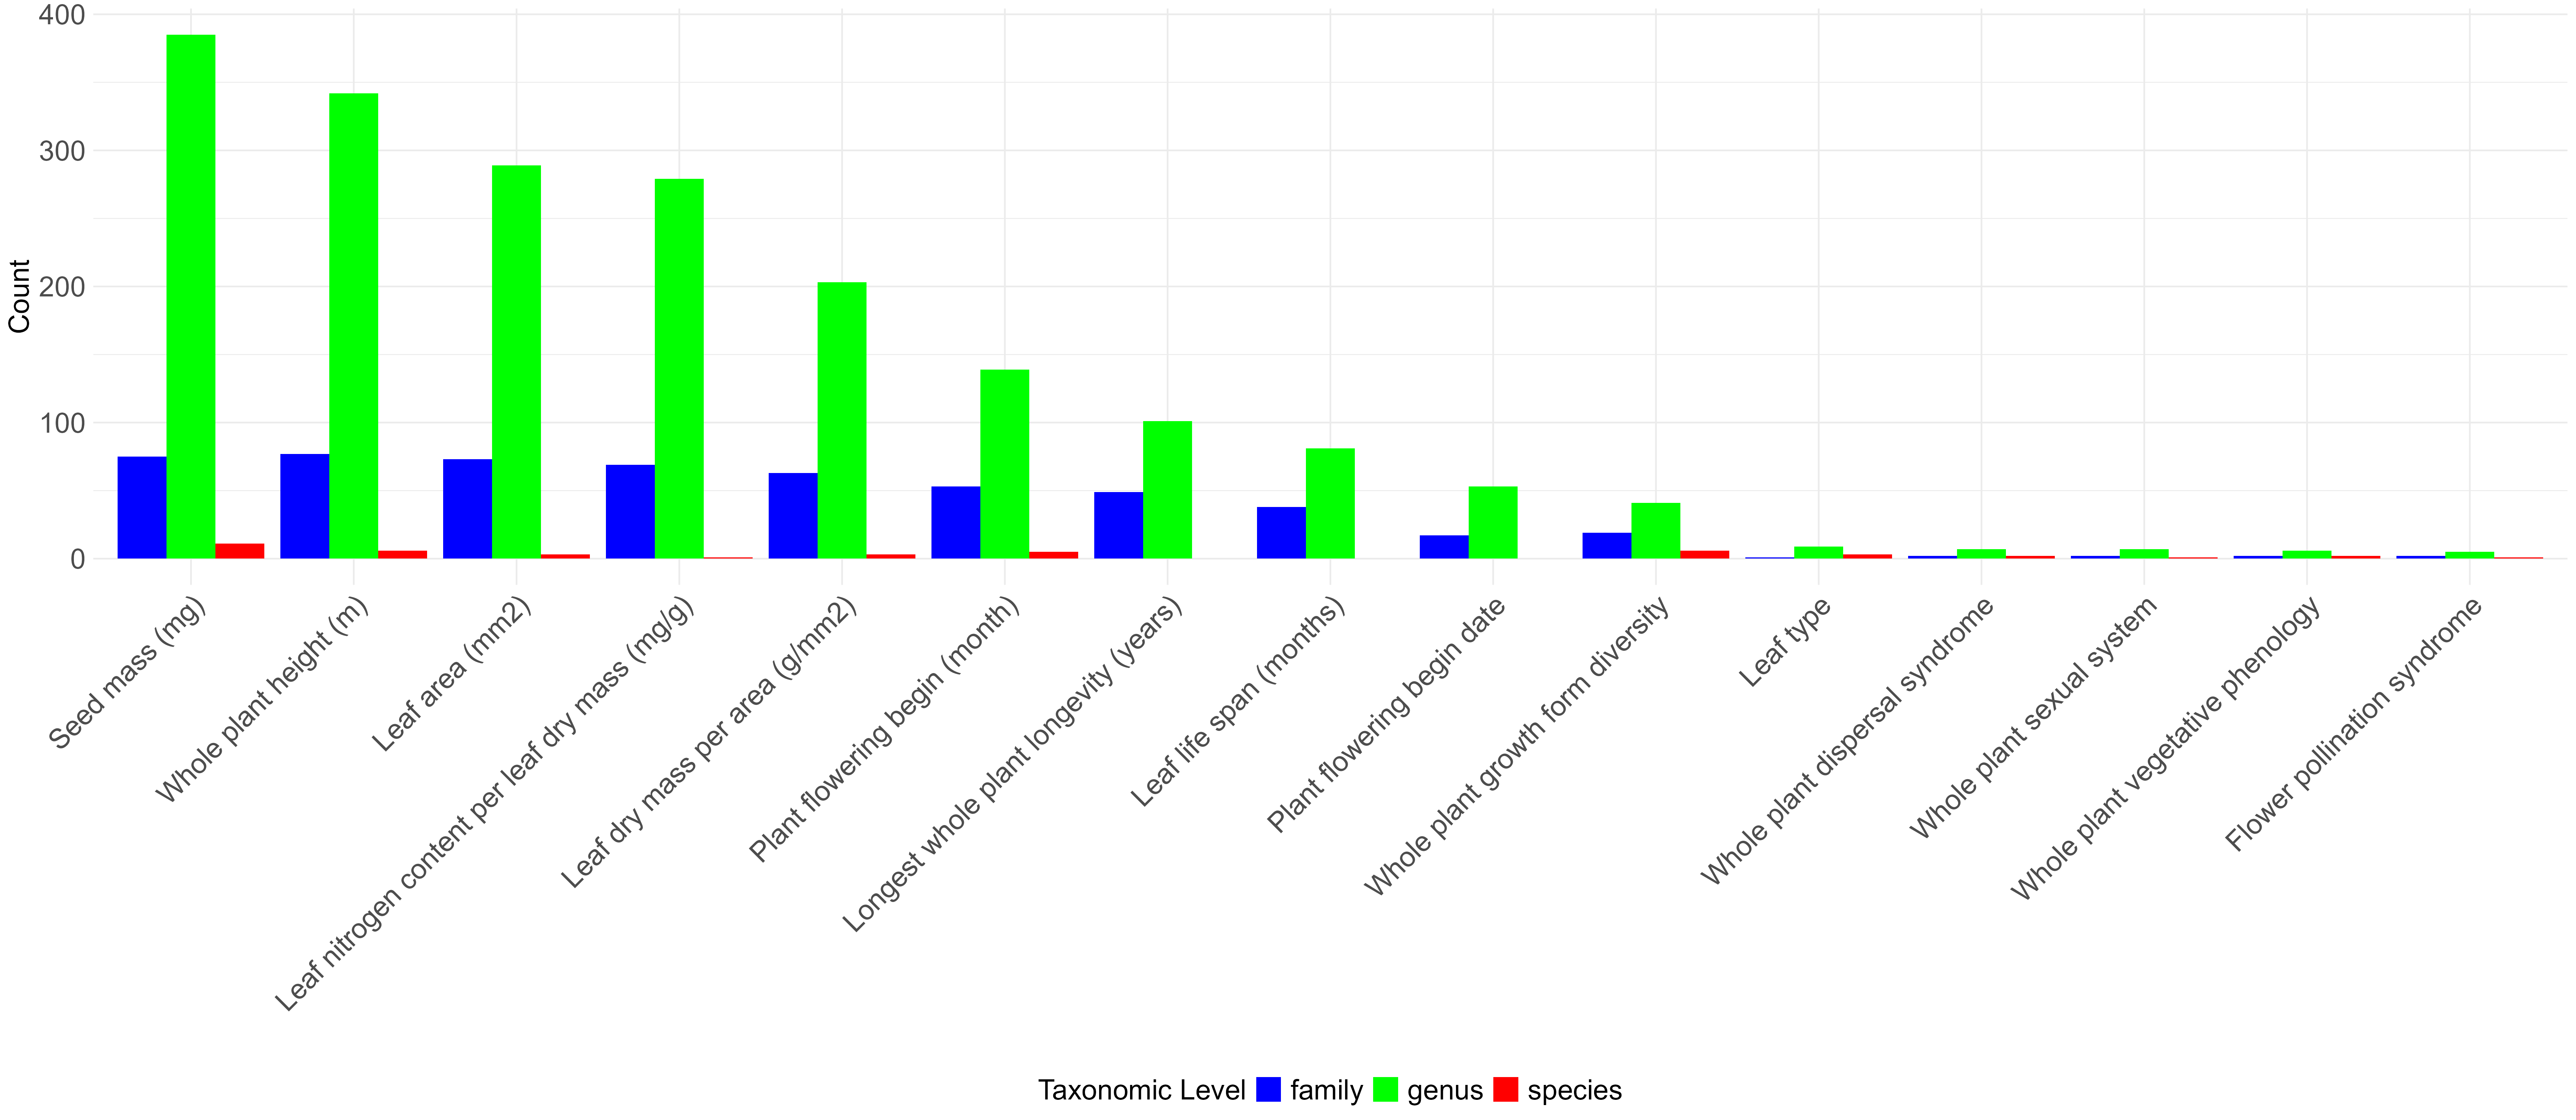 400
300
200
100
0
Count
Seed mass (mg)
Whole plant height (m)
Leaf area (mm2)
Leaf nitrogen content per leaf dry mass (mg/g)
Leaf dry mass per area (g/mm2)
Plant flowering begin (month)
Longest whole plant longevity (years)
Leaf life span (months)
Plant flowering begin date
Whole plant growth form diversity
Leaf type
Whole plant dispersal syndrome
Whole plant sexual system
Whole plant vegetative phenology
Flower pollination syndrome
Taxonomic Level family genus species